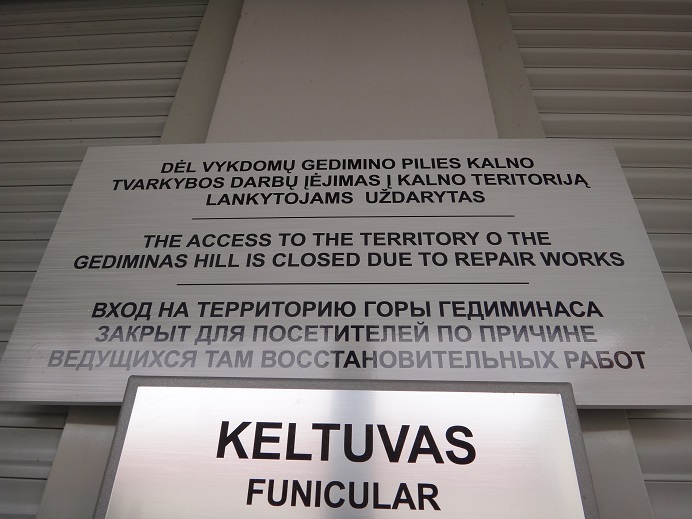 DĖL VYKDOMŲ GEDIMINO PILIES KALNO
TVARKYBOS DARBŲ ĮĖJIMAS Į KALNO TERITORIJĄ
LANKYTOJAMS UŽDARYTAS
THE ACCESS TO THE TERRITORY O THE
GEDIMINAS HILL IS CLOSED DUE TO REPAIR WORKS
ВХОД НА ТЕРРИТОРИЮ ГОРЫ ГЕДИМИНАСА
ЗАКРЫТ ДЛЯ ПОСЕТИТЕЛЕЙ ПО ПРИЧИНЕ
ВЕДУЩИХСЯ ТАМ ВОССТАНОВИТЕЛЬНЫХ РАБОТ
KELTUVAS
FUNICULAR